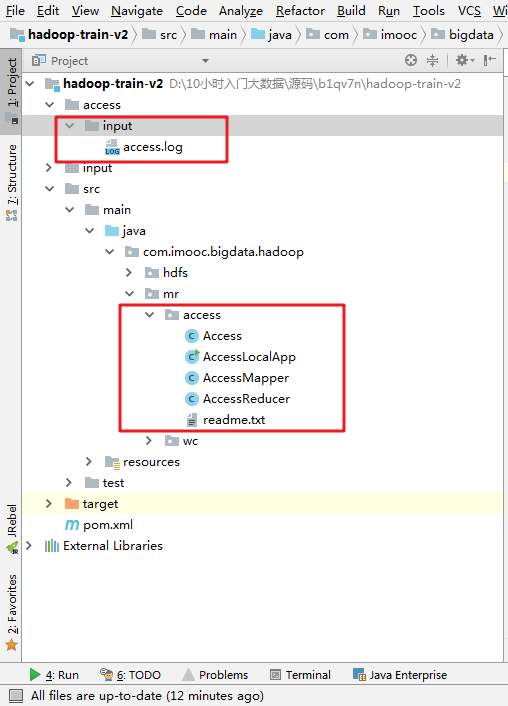 File Edit View Navigate Code Analyze Refactor Build Run Tools VCS Wi
hadoop-train-v2 src main java com imooc bigdata
1: Project
Project
hadoop-train-v2 D:\10小时入门大数据\源码\b1qv7n\hadoop-train-v2
access
input
LOG access.log
input
7: Structure
src
main
java
com.imooc.bigdata.hadoop
hdfs
mr
access
C Access
C AccessLocalApp
C AccessMapper
C AccessReducer
readme.txt
wc
resources
test
target
m pom.xml
External Libraries
JRebel
JR
2: Favorites
4: Run 6: TODO Problems Terminal Java Enterprise
All files are up-to-date (12 minutes ago)